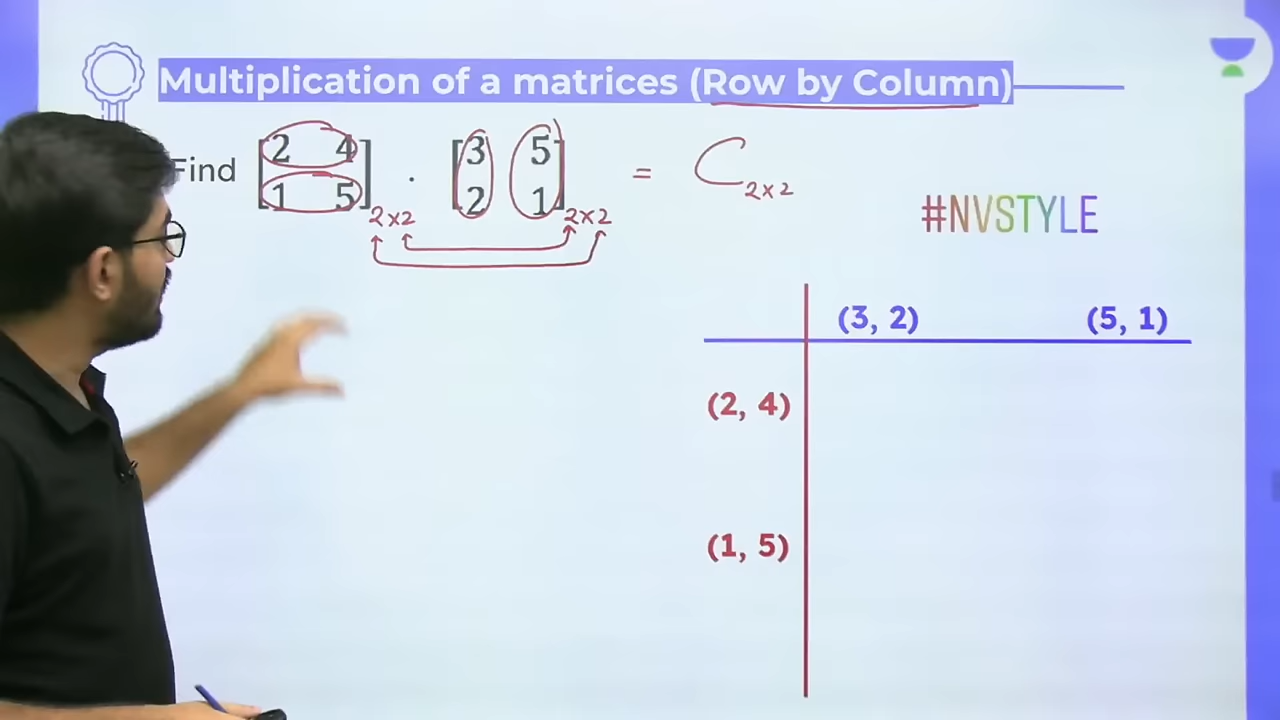 Multiplication of a matrices (Row by Column)
Find [2 4 1 5] 2×2 . [3 5 2 1] 2×2 = C 2×2
#NVSTYLE
(3, 2) (5, 1)
(2, 4)
(1, 5)